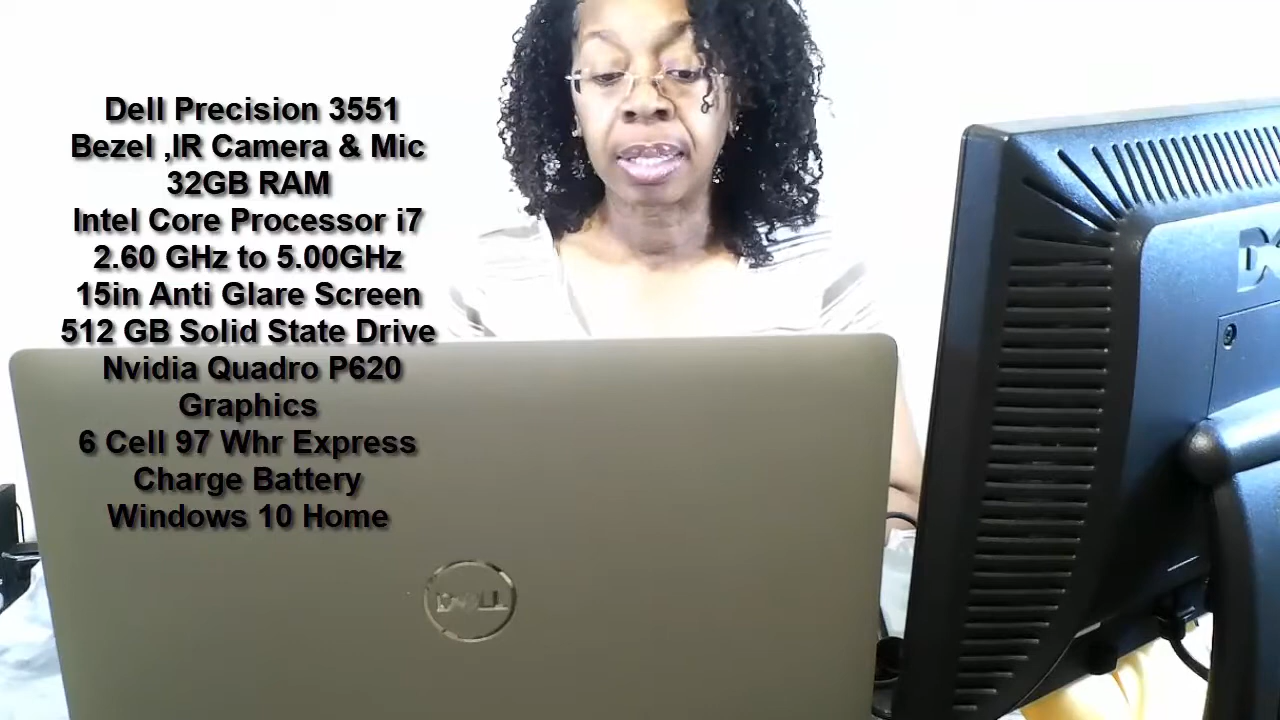 Dell Precision 3551
Bezel ,IR Camera & Mic
32GB RAM
Intel Core Processor i7
2.60 GHz to 5.00GHz
15in Anti Glare Screen
512 GB Solid State Drive
Nvidia Quadro P620
Graphics
6 Cell 97 Whr Express
Charge Battery
Windows 10 Home
DELL